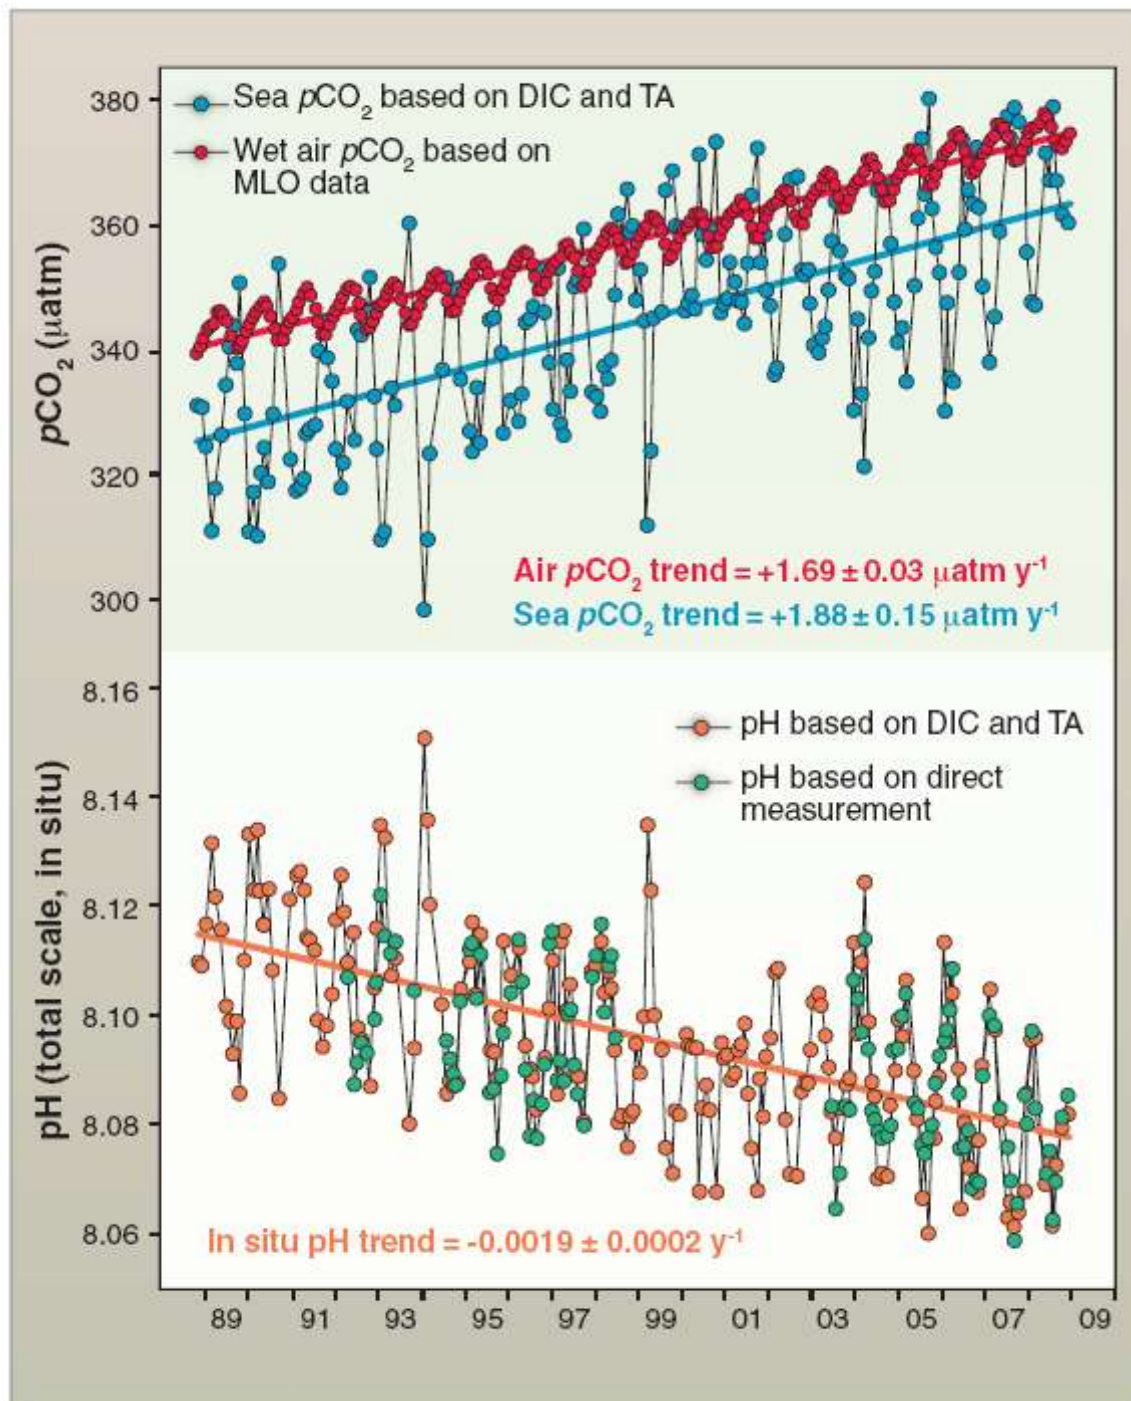 Sea pCO₂ based on DIC and TA
Wet air pCO₂ based on
MLO data
380
360
340
320
300
pCO₂ (μatm)
Air pCO₂ trend = +1.69 ± 0.03 μatm y⁻¹
Sea pCO₂ trend = +1.88 ± 0.15 μatm y⁻¹
8.16
8.14
8.12
8.10
8.08
8.06
pH (total scale, in situ)
pH based on DIC and TA
pH based on direct
measurement
In situ pH trend = -0.0019 ± 0.0002 y⁻¹
89 91 93 95 97 99 01 03 05 07 09